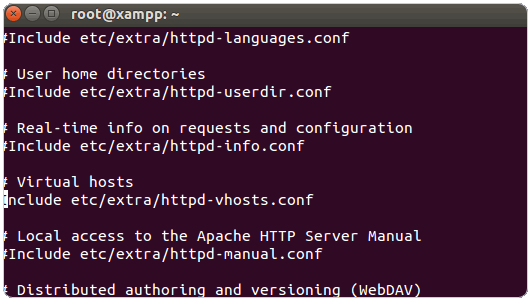 root@xampp: ~
#Include etc/extra/httpd-languages.conf
# User home directories
#Include etc/extra/httpd-userdir.conf
# Real-time info on requests and configuration
#Include etc/extra/httpd-info.conf
# Virtual hosts
Include etc/extra/httpd-vhosts.conf
# Local access to the Apache HTTP Server Manual
#Include etc/extra/httpd-manual.conf
# Distributed authoring and versioning (WebDAV)